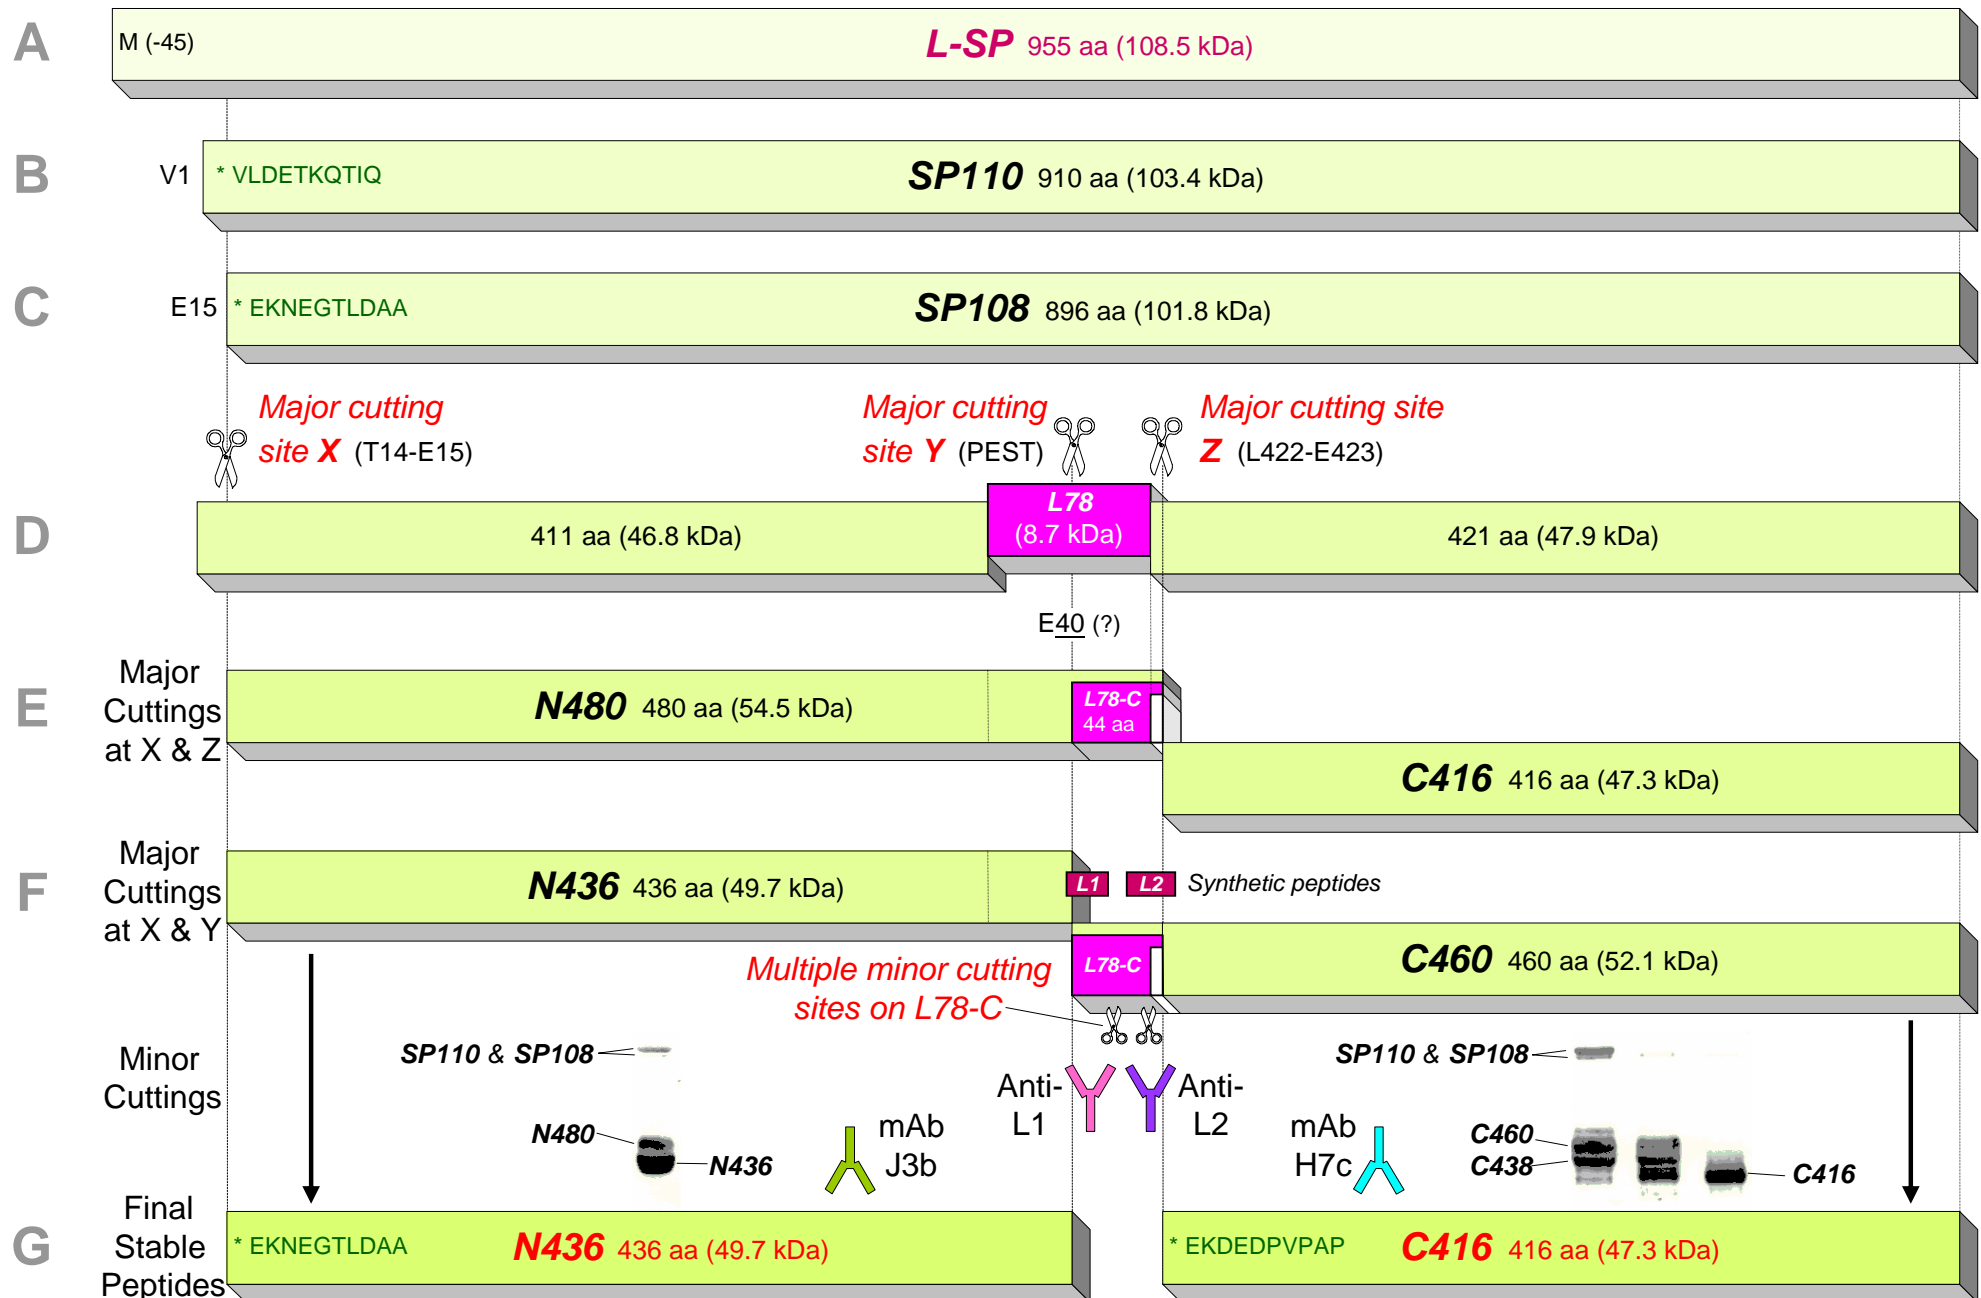 A
M (-45)
L-SP 955 aa (108.5 kDa)
B
V1
* VLDETKQTIQ
SP110 910 aa (103.4 kDa)
C
E15
* EKNEGTLDAA
SP108 896 aa (101.8 kDa)
Major cutting
site X (T14-E15)
Major cutting
site Y (PEST)
Major cutting site
Z (L422-E423)
D
411 aa (46.8 kDa)
L78
(8.7 kDa)
421 aa (47.9 kDa)
E40 (?)
E
Major
Cuttings
at X & Z
N480 480 aa (54.5 kDa)
L78-C
44 aa
C416 416 aa (47.3 kDa)
F
Major
Cuttings
at X & Y
N436 436 aa (49.7 kDa)
L1
L2
Synthetic peptides
L78-C
C460 460 aa (52.1 kDa)
Multiple minor cutting
sites on L78-C
Minor
Cuttings
SP110 & SP108
N480
N436
mAb
J3b
Anti-
L1
Anti-
L2
mAb
H7c
SP110 & SP108
C460
C438
C416
G
Final
Stable
Peptides
* EKNEGTLDAA
N436 436 aa (49.7 kDa)
* EKDEDPVPAP
C416 416 aa (47.3 kDa)